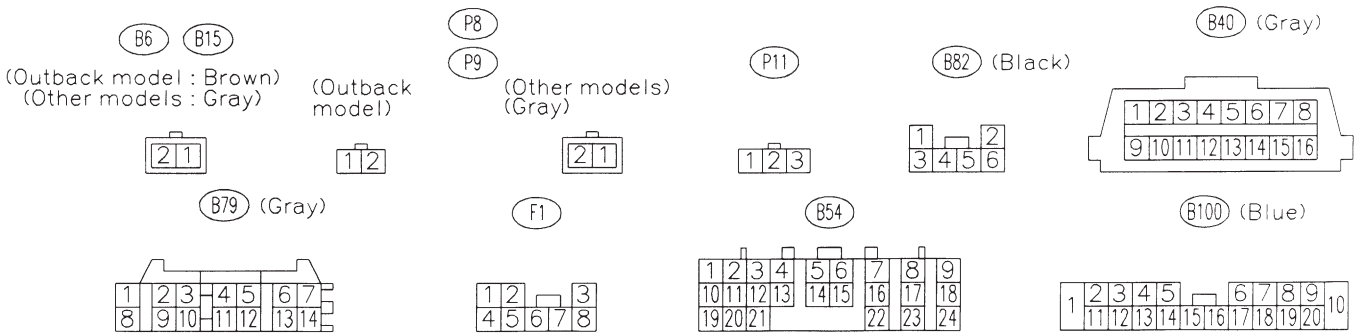 B6 B15
(Outback model : Brown)
(Other models : Gray)
2 1
(Outback
model)
1 2
P8
P9
(Other models)
(Gray)
2 1
P11
1 2 3
B82 (Black)
1 2
3 4 5 6
B40 (Gray)
1 2 3 4 5 6 7 8
9 10 11 12 13 14 15 16
B79 (Gray)
1 2 3 4 5 6 7
8 9 10 11 12 13 14
F1
1 2 3
4 5 6 7 8
B54
1 2 3 4 5 6 7 8 9
10 11 12 13 14 15 16 17 18
19 20 21 22 23 24
B100 (Blue)
1 2 3 4 5 6 7 8 9 10
11 12 13 14 15 16 17 18 19 20